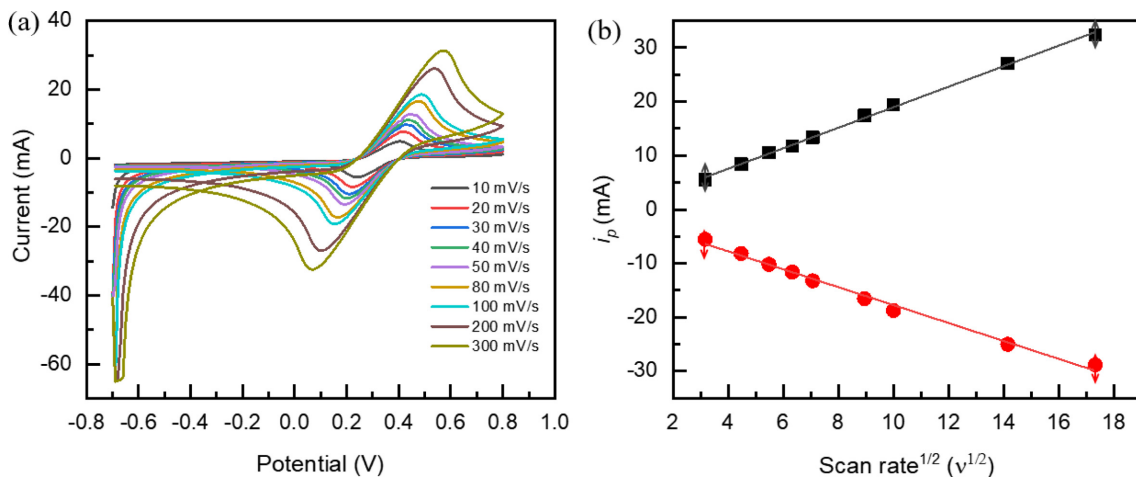 (a)
40
20
0
-20
-40
-60
Current (mA)
-0.8 -0.6 -0.4 -0.2 0.0 0.2 0.4 0.6 0.8 1.0
Potential (V)
10 mV/s
20 mV/s
30 mV/s
40 mV/s
50 mV/s
80 mV/s
100 mV/s
200 mV/s
300 mV/s
(b)
35
30
20
10
0
-10
-20
-30
i_p (mA)
2 4 6 8 10 12 14 16 18
Scan rate^1/2 (ν^1/2)